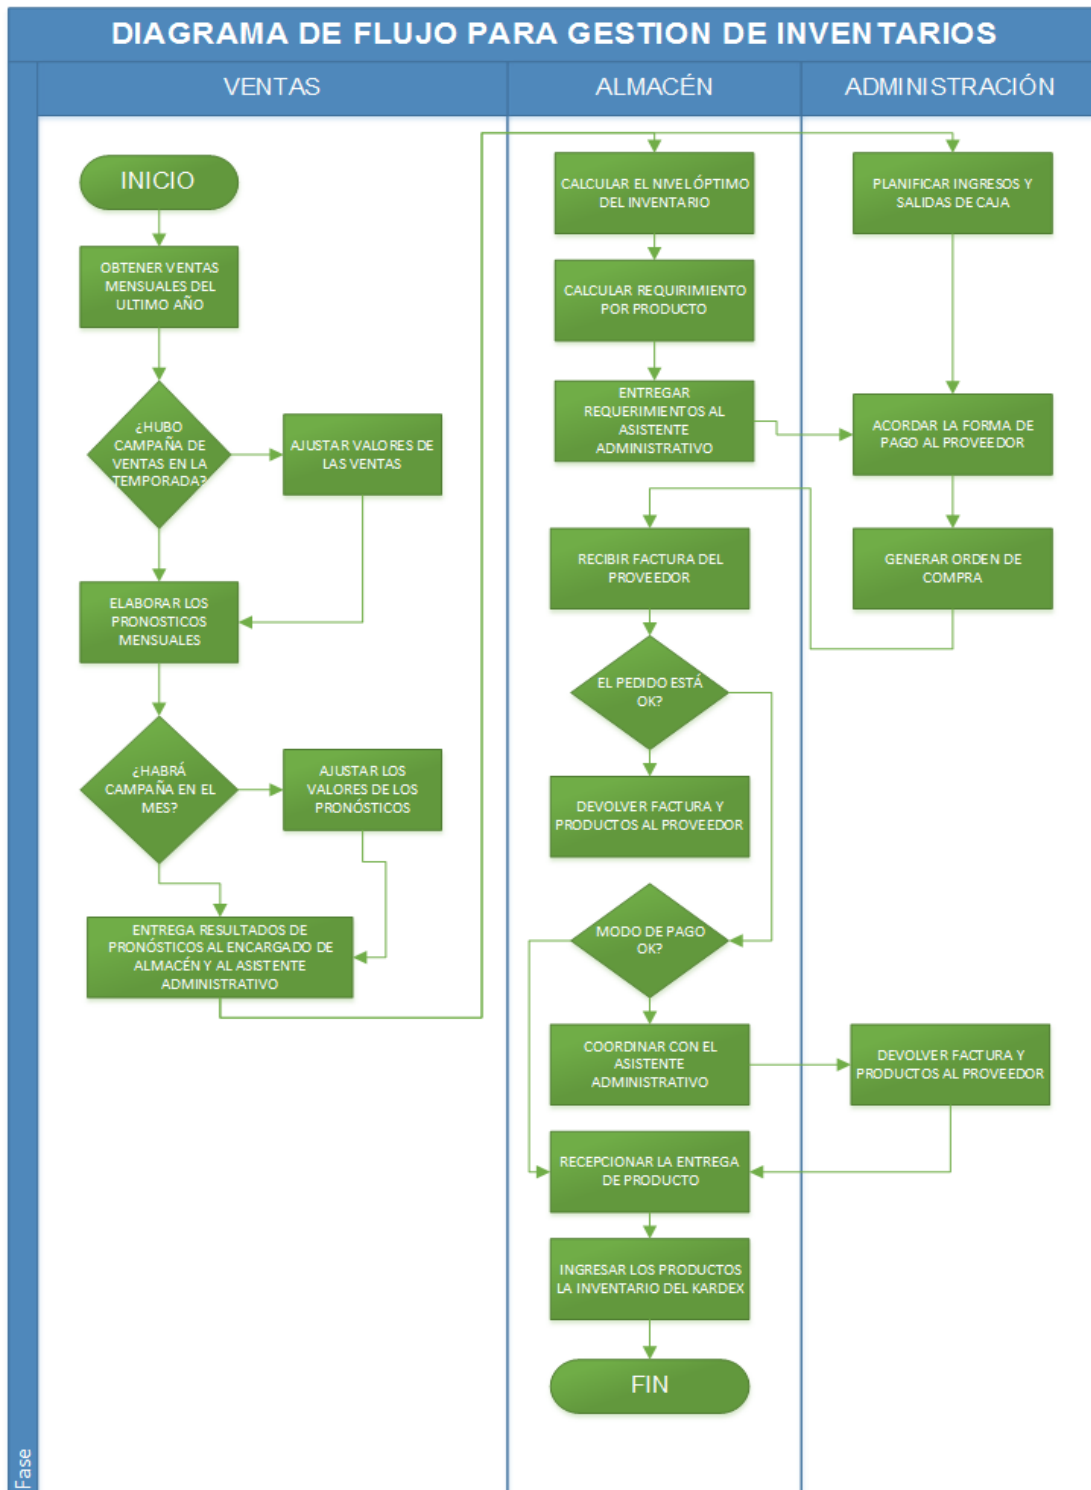 DIAGRAMA DE FLUJO PARA GESTION DE INVENTARIOS
VENTAS
ALMACÉN
ADMINISTRACIÓN
INICIO
OBTENER VENTAS
MENSUALES DEL
ULTIMO AÑO
¿HUBO
CAMPAÑA DE
VENTAS EN LA
TEMPORADA?
AJUSTAR VALORES DE
LAS VENTAS
ELABORAR LOS
PRONOSTICOS
MENSUALES
¿HABRÁ
CAMPAÑA EN EL
MES?
AJUSTAR LOS
VALORES DE LOS
PRONÓSTICOS
ENTREGA RESULTADOS DE
PRONÓSTICOS AL ENCARGADO DE
ALMACÉN Y AL ASISTENTE
ADMINISTRATIVO
CALCULAR EL NIVEL ÓPTIMO
DEL INVENTARIO
CALCULAR REQUIRIMIENTO
POR PRODUCTO
ENTREGAR
REQUERIMIENTOS AL
ASISTENTE
ADMINISTRATIVO
RECIBIR FACTURA DEL
PROVEEDOR
EL PEDIDO ESTÁ
OK?
DEVOLVER FACTURA Y
PRODUCTOS AL PROVEEDOR
MODO DE PAGO
OK?
COORDINAR CON EL
ASISTENTE
ADMINISTRATIVO
RECEPCIONAR LA ENTREGA
DE PRODUCTO
INGRESAR LOS PRODUCTOS
LA INVENTARIO DEL KARDEX
FIN
PLANIFICAR INGRESOS Y
SALIDAS DE CAJA
ACORDAR LA FORMA DE
PAGO AL PROVEEDOR
GENERAR ORDEN DE
COMPRA
DEVOLVER FACTURA Y
PRODUCTOS AL PROVEEDOR
Fase